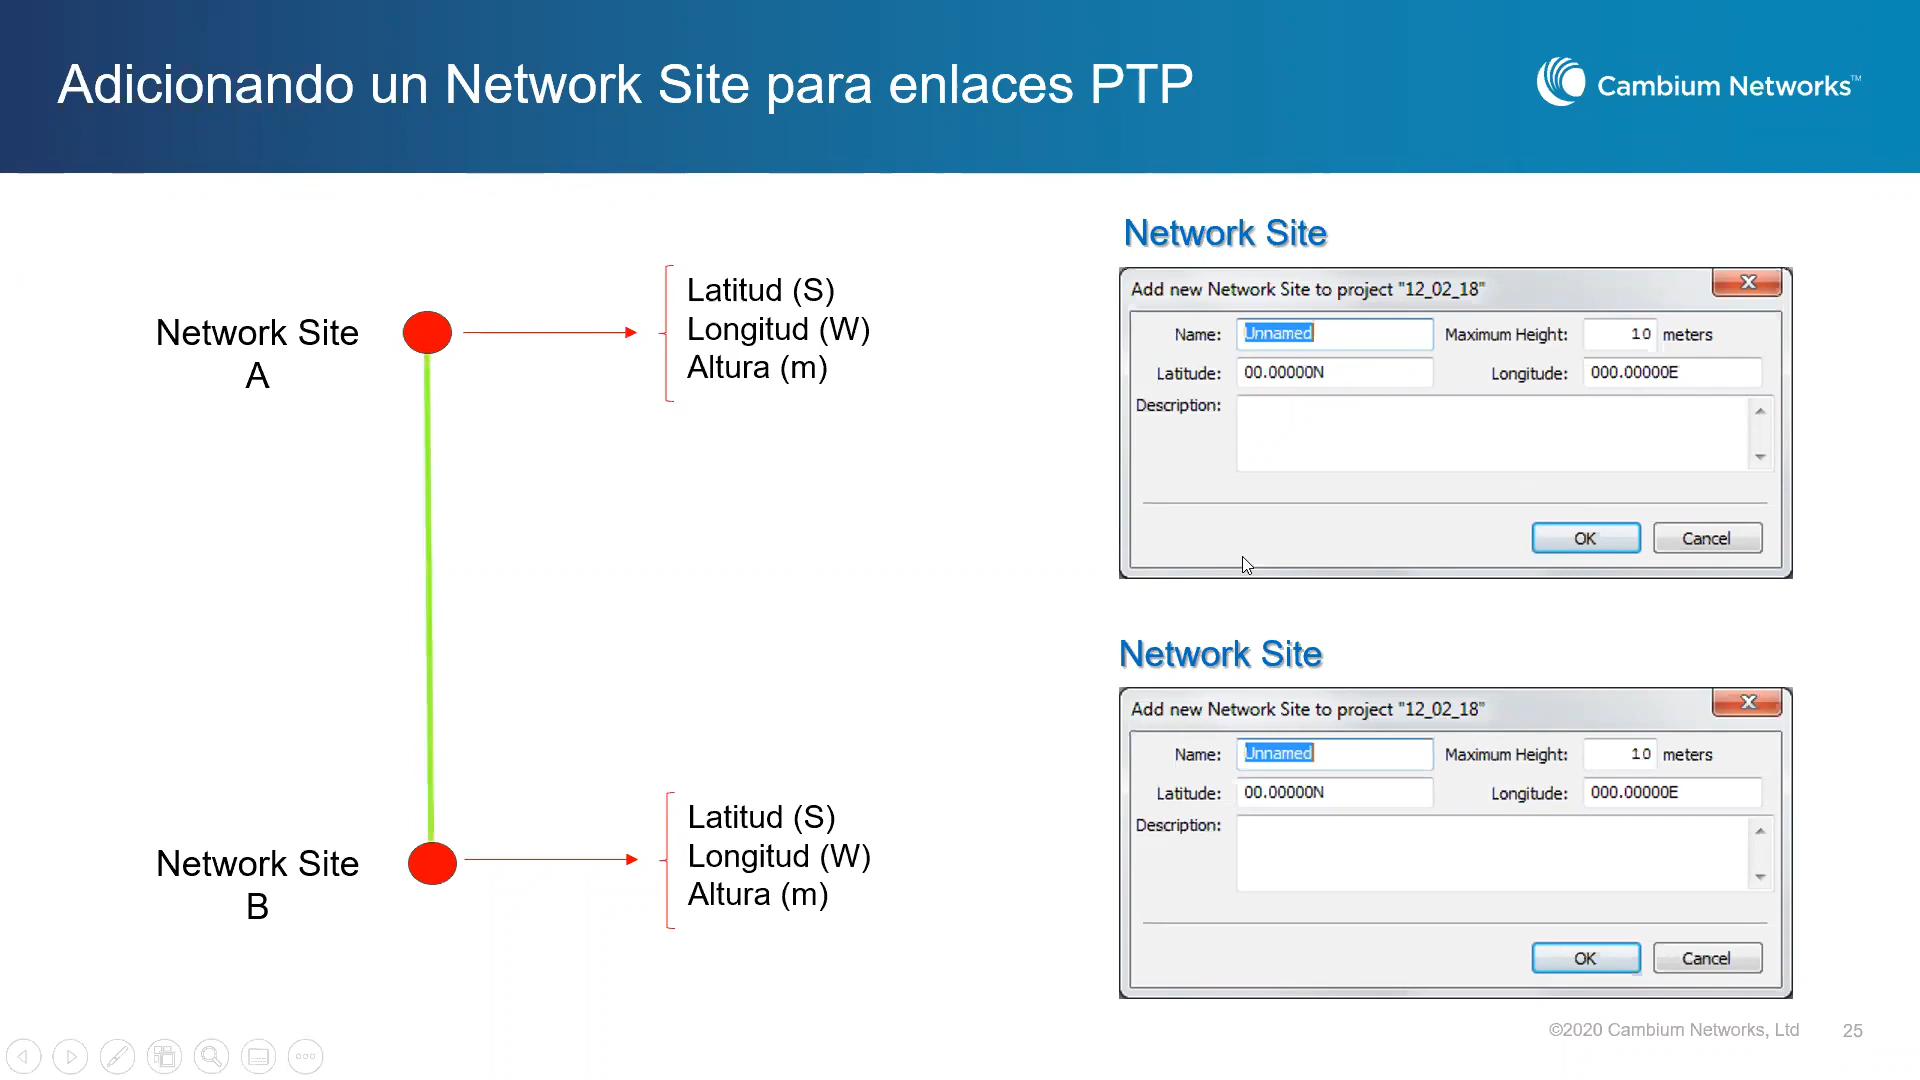 Adicionando un Network Site para enlaces PTP
Cambium Networks™
Network Site
A
Latitud (S)
Longitud (W)
Altura (m)
Network Site
B
Latitud (S)
Longitud (W)
Altura (m)
Network Site
Add new Network Site to project "12_02_18"
Name: Unnamed Maximum Height: 10 meters
Latitude: 00.00000N Longitude: 000.00000E
Description:
OK Cancel
Network Site
Add new Network Site to project "12_02_18"
Name: Unnamed Maximum Height: 10 meters
Latitude: 00.00000N Longitude: 000.00000E
Description:
OK Cancel
©2020 Cambium Networks, Ltd 25